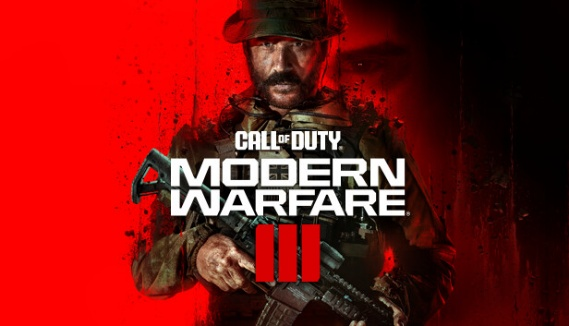 CALL OF DUTY
MODERN
WARFARE
III